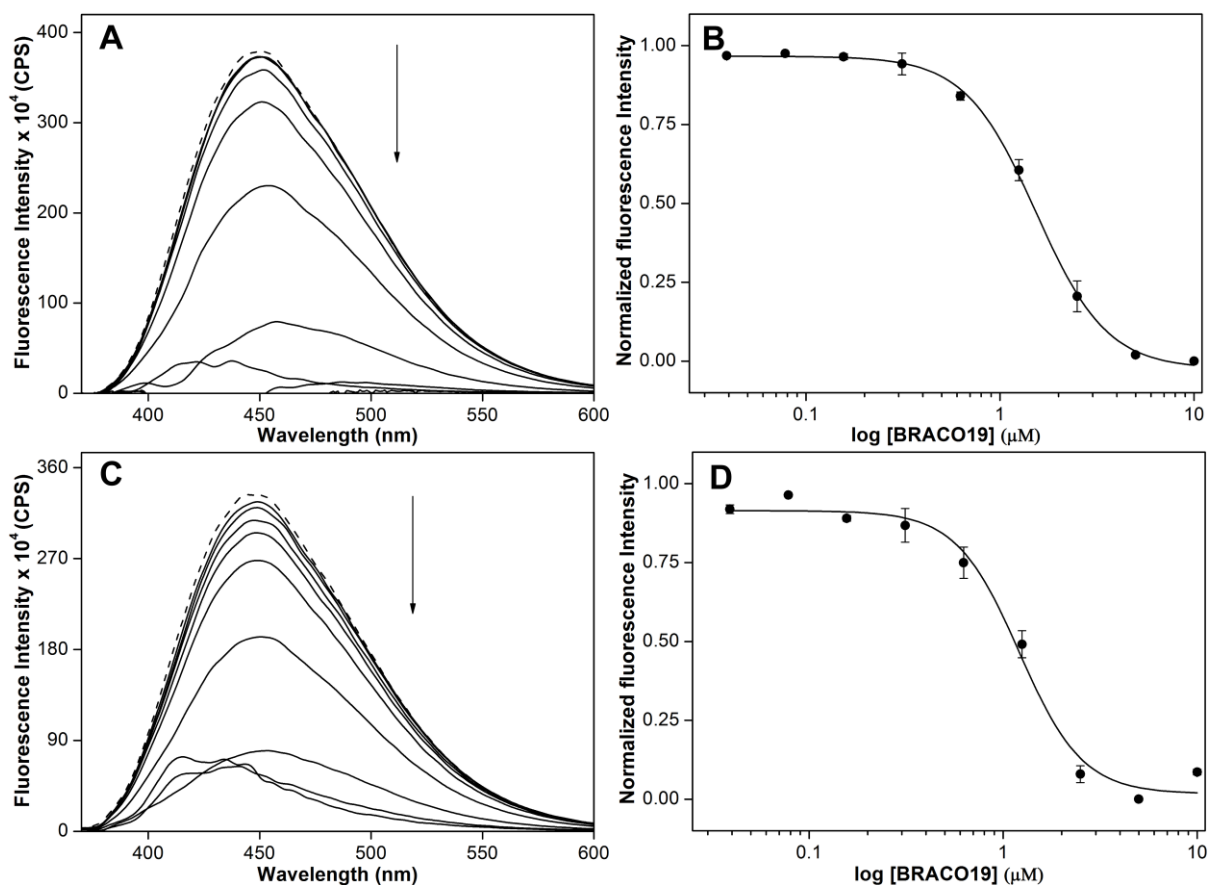 A
400
300
200
100
0
Fluorescence Intensity x 10⁴ (CPS)
400 450 500 550 600
Wavelength (nm)
B
1.00
0.75
0.50
0.25
0.00
Normalized fluorescence Intensity
0.1 1 10
log [BRACO19] (μM)
C
360
270
180
90
0
Fluorescence Intensity x 10⁴ (CPS)
400 450 500 550 600
Wavelength (nm)
D
1.00
0.75
0.50
0.25
0.00
Normalized fluorescence Intensity
0.1 1 10
log [BRACO19] (μM)